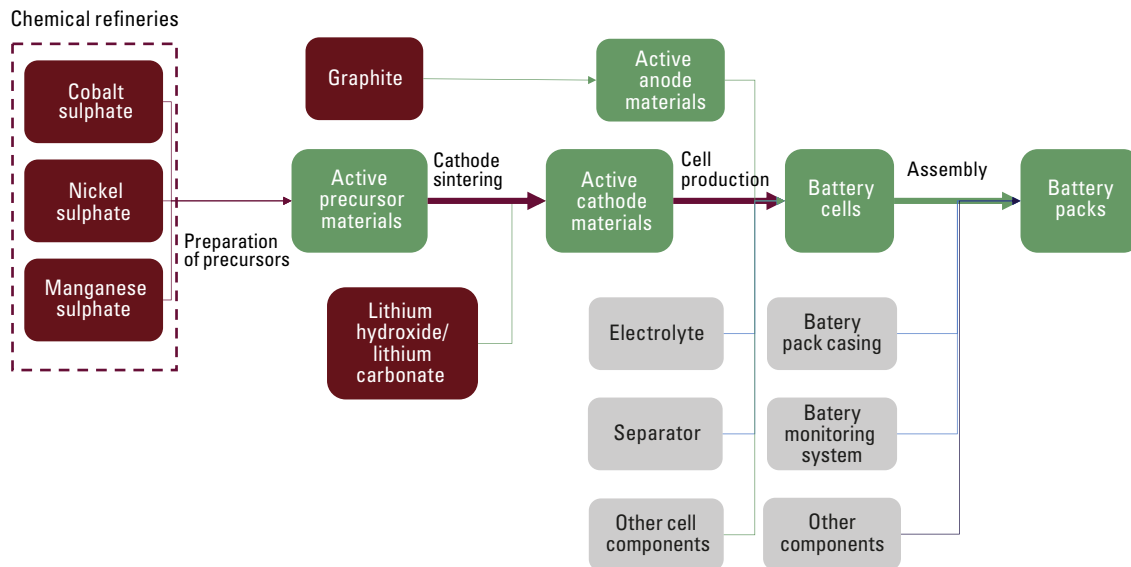 Chemical refineries
Cobalt
sulphate
Nickel
sulphate
Manganese
sulphate
Preparation
of precursors
Graphite
Active
anode
materials
Active
precursor
materials
Cathode
sintering
Lithium
hydroxide/
lithium
carbonate
Active
cathode
materials
Cell
production
Battery
cells
Assembly
Battery
packs
Electrolyte
Separator
Other cell
components
Batery
pack casing
Batery
monitoring
system
Other
components